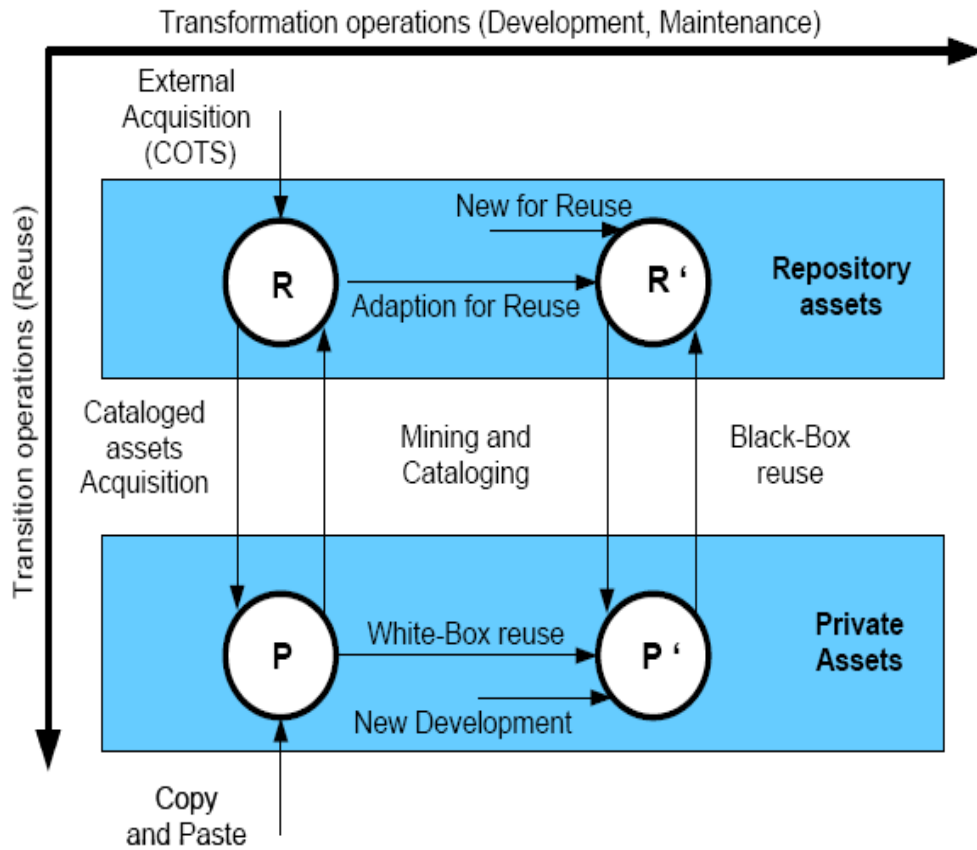 Transformation operations (Development, Maintenance)
Transition operations (Reuse)
External
Acquisition
(COTS)
New for Reuse
R
R ‘
Repository
assets
Adaption for Reuse
Cataloged
assets
Acquisition
Mining and
Cataloging
Black-Box
reuse
White-Box reuse
P
P ‘
Private
Assets
New Development
Copy
and Paste